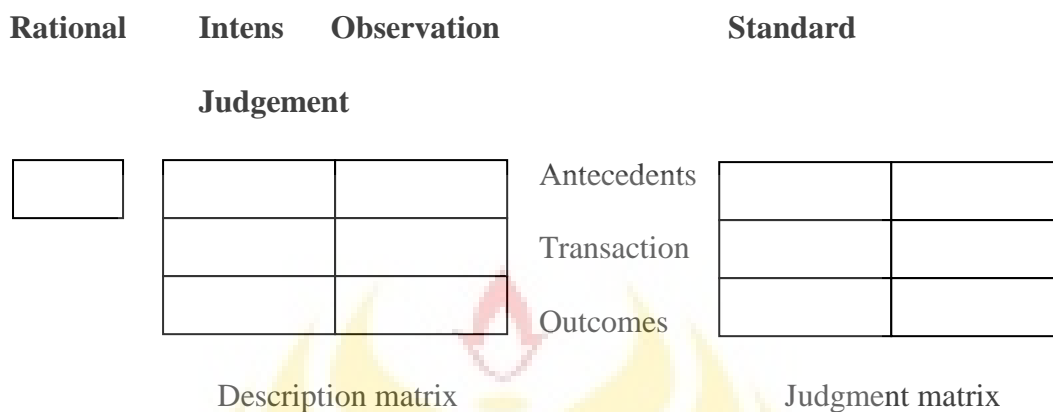 Rational Intens Observation Standard
Judgement
Antecedents
Transaction
Outcomes
Description matrix Judgment matrix